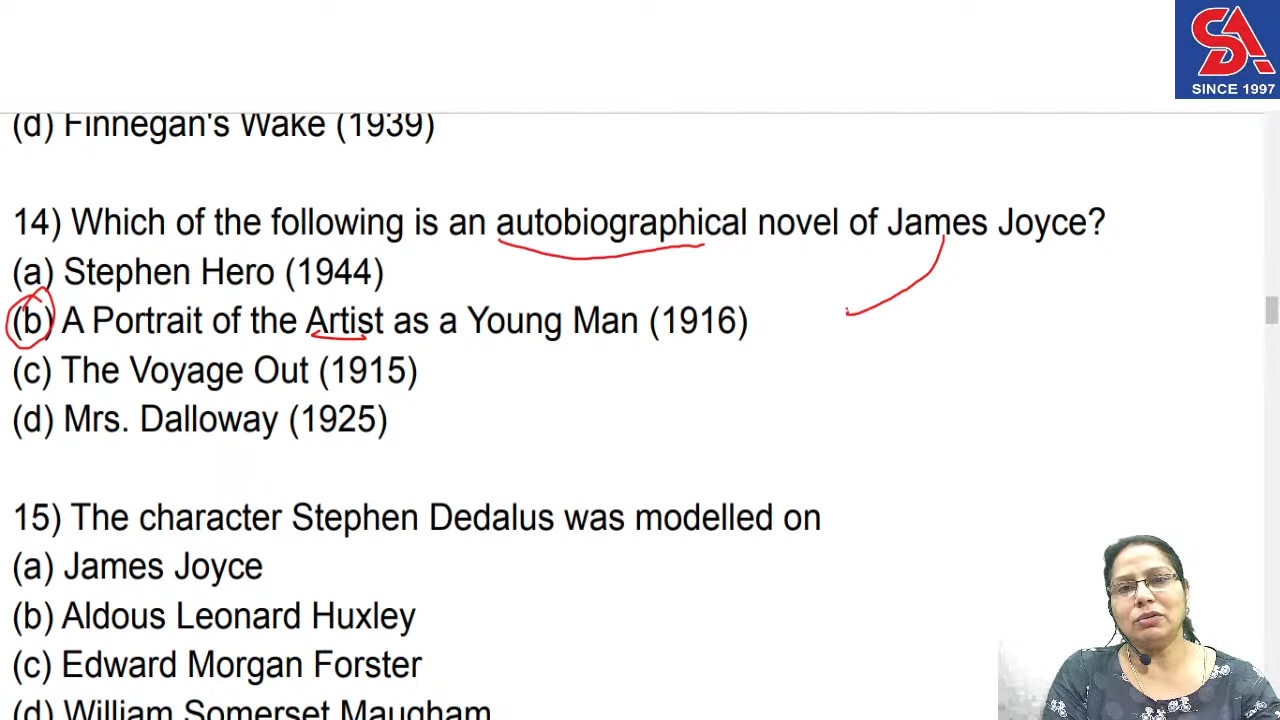 SA
SINCE 1997
(d) Finnegan's Wake (1939)
14) Which of the following is an autobiographical novel of James Joyce?
(a) Stephen Hero (1944)
(b) A Portrait of the Artist as a Young Man (1916)
(c) The Voyage Out (1915)
(d) Mrs. Dalloway (1925)
15) The character Stephen Dedalus was modelled on
(a) James Joyce
(b) Aldous Leonard Huxley
(c) Edward Morgan Forster
(d) William Somerset Maugham